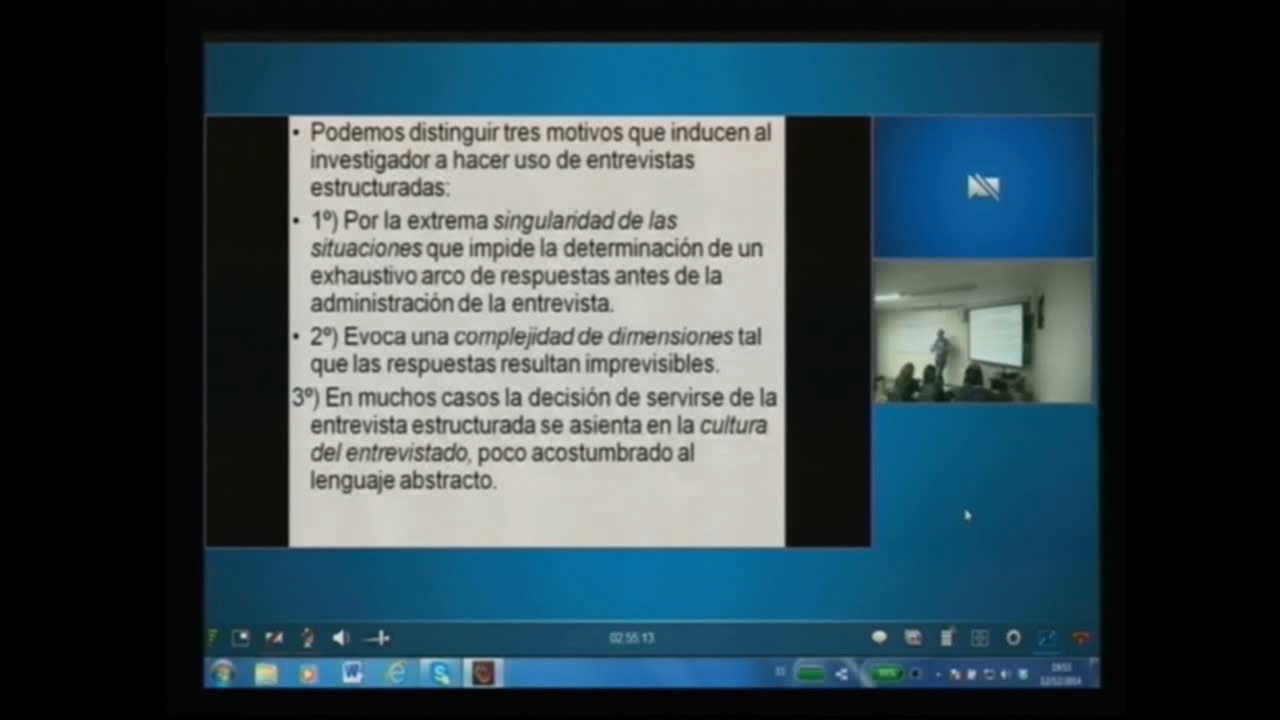 • Podemos distinguir tres motivos que inducen al
investigador a hacer uso de entrevistas
estructuradas:
• 1º) Por la extrema singularidad de las
situaciones que impide la determinación de un
exhaustivo arco de respuestas antes de la
administración de la entrevista.
• 2º) Evoca una complejidad de dimensiones tal
que las respuestas resultan imprevisibles.
3º) En muchos casos la decisión de servirse de la
entrevista estructurada se asienta en la cultura
del entrevistado, poco acostumbrado al
lenguaje abstracto.
02:55:13